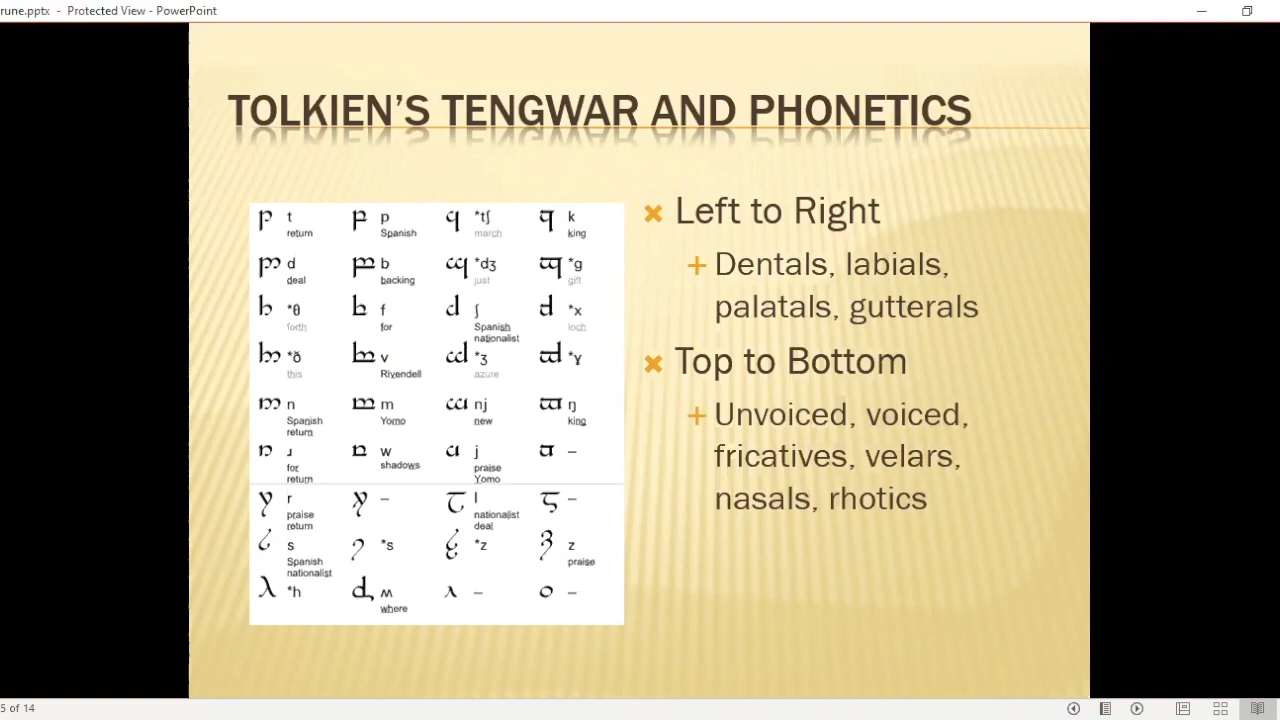 rune.pptx - Protected View - PowerPoint
TOLKIEN'S TENGWAR AND PHONETICS
t p *tʃ k
return Spanish march king
d b *dʒ *g
deal backing just gift
*θ f ʃ *x
forth for Spanish loch
nationalist
*ð v *ʒ *ɣ
this Rivendell azure
n m nj ŋ
Spanish Yomo new king
return
ɹ w j –
for shadows praise
return Yomo
r – l –
praise nationalist
return deal
s *s *z z
Spanish praise
nationalist
*h ʍ – –
where
Left to Right
Dentals, labials,
palatals, gutterals
Top to Bottom
Unvoiced, voiced,
fricatives, velars,
nasals, rhotics
5 of 14